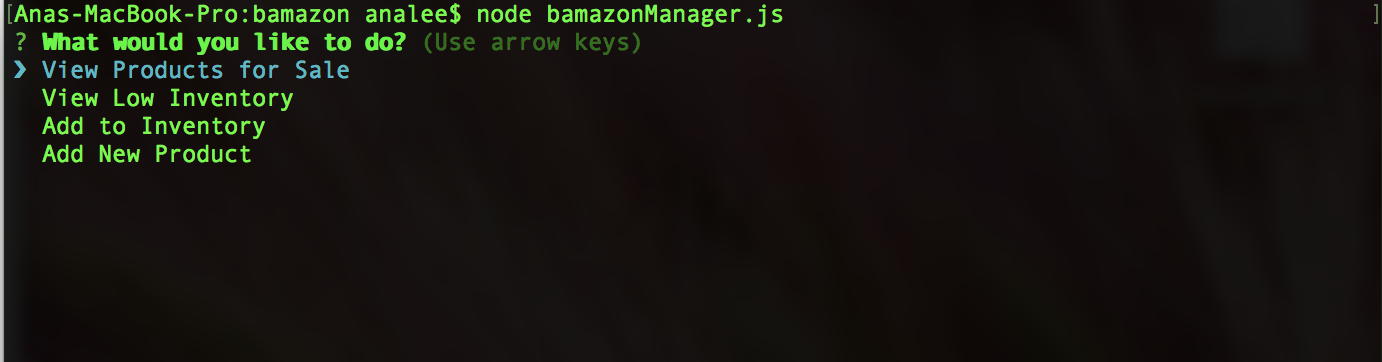 [Anas-MacBook-Pro:bamazon analee$ node bamazonManager.js ]
? What would you like to do? (Use arrow keys)
❯ View Products for Sale
View Low Inventory
Add to Inventory
Add New Product